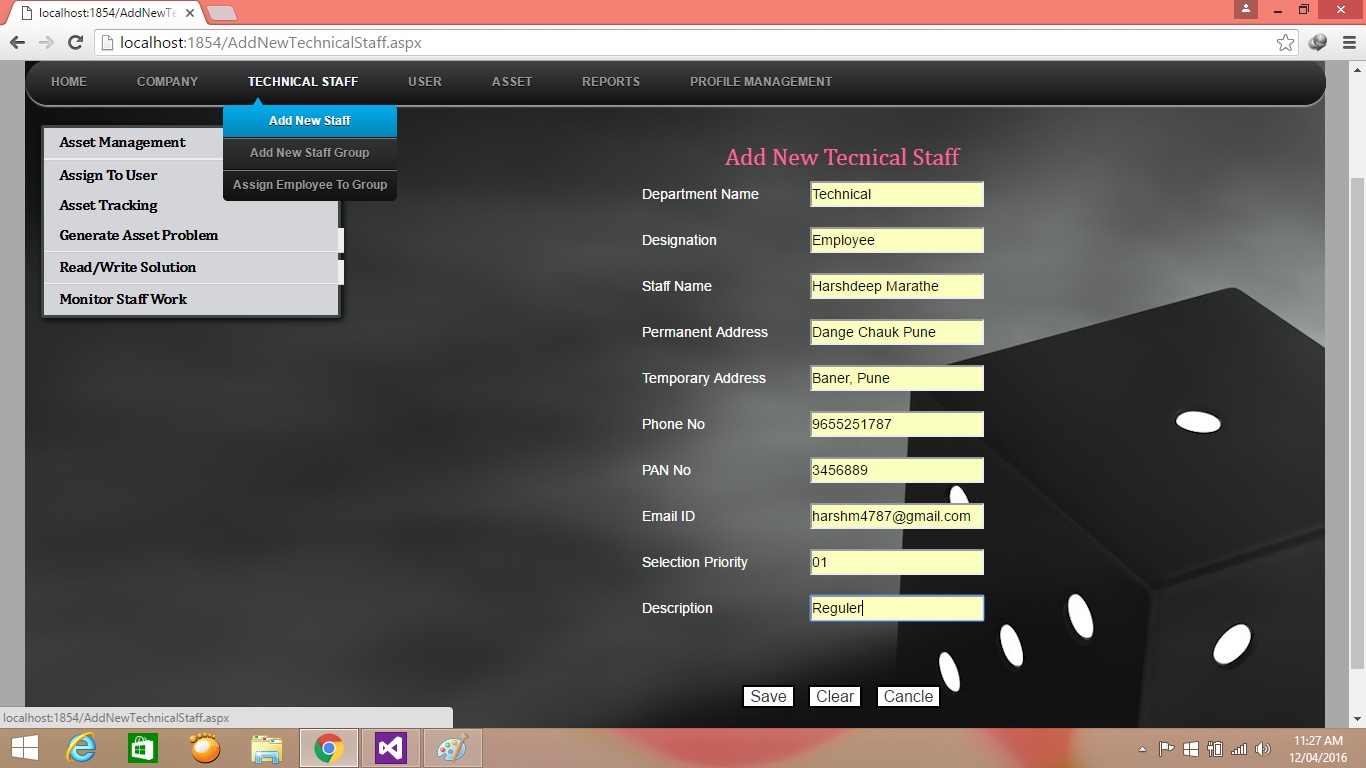 localhost:1854/AddNewTe
localhost:1854/AddNewTechnicalStaff.aspx
HOME COMPANY TECHNICAL STAFF USER ASSET REPORTS PROFILE MANAGEMENT
Add New Staff
Add New Staff Group
Assign Employee To Group
Asset Management
Assign To User
Asset Tracking
Generate Asset Problem
Read/Write Solution
Monitor Staff Work
Add New Tecnical Staff
Department Name Technical
Designation Employee
Staff Name Harshdeep Marathe
Permanent Address Dange Chauk Pune
Temporary Address Baner, Pune
Phone No 9655251787
PAN No 3456889
Email ID harshm4787@gmail.com
Selection Priority 01
Description Reguler
Save Clear Cancle
localhost:1854/AddNewTechnicalStaff.aspx
11:27 AM
12/04/2016